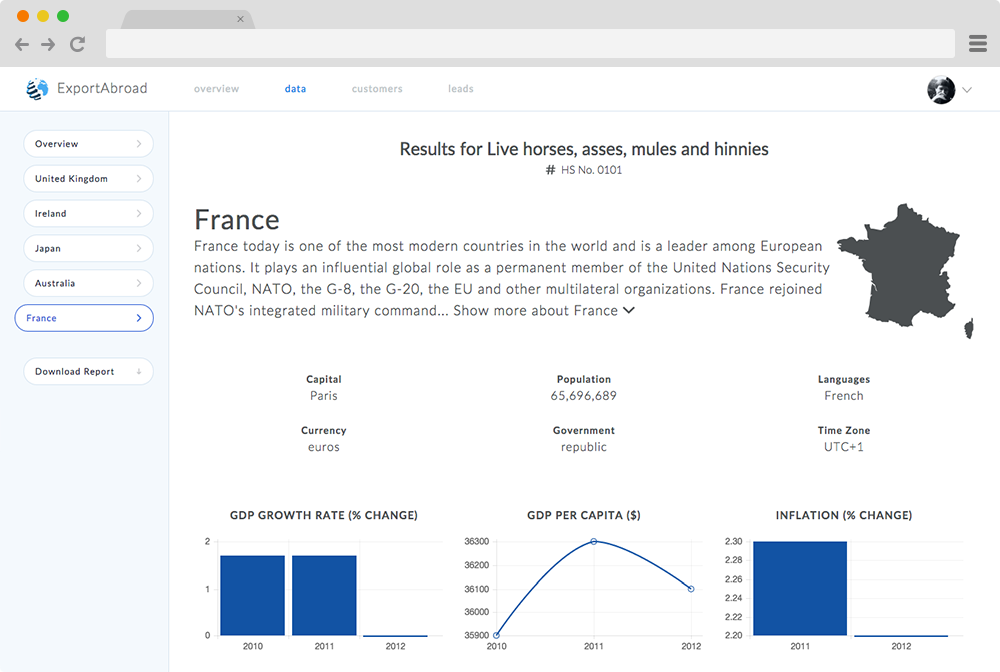 ExportAbroad
overview data customers leads
Overview
United Kingdom
Ireland
Japan
Australia
France
Download Report
Results for Live horses, asses, mules and hinnies
# HS No. 0101
France
France today is one of the most modern countries in the world and is a leader among European
nations. It plays an influential global role as a permanent member of the United Nations Security
Council, NATO, the G-8, the G-20, the EU and other multilateral organizations. France rejoined
NATO's integrated military command... Show more about France
Capital Population Languages
Paris 65,696,689 French
Currency Government Time Zone
euros republic UTC+1
GDP GROWTH RATE (% CHANGE)
2
1
0
2010 2011 2012
GDP PER CAPITA ($)
36300
36200
36100
36000
35900
2010 2011 2012
INFLATION (% CHANGE)
2.30
2.28
2.26
2.24
2.22
2.20
2011 2012